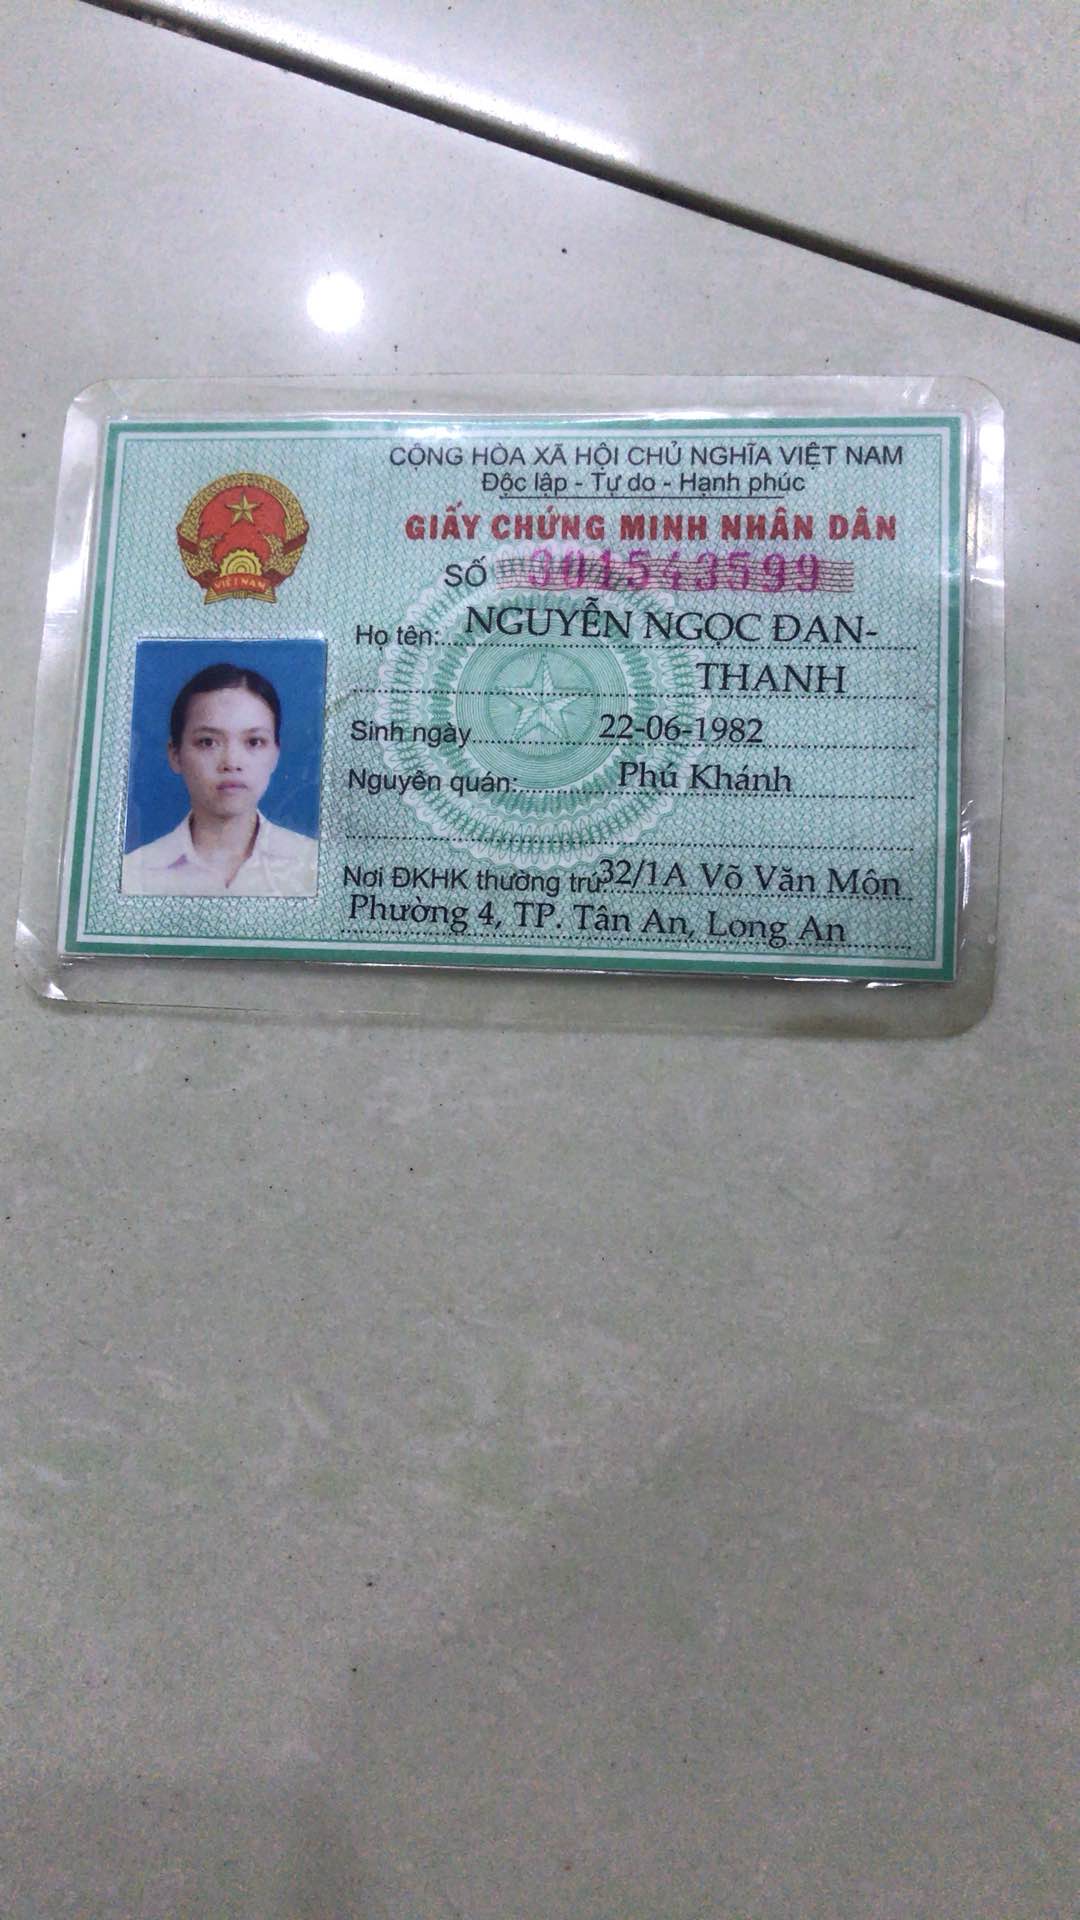 CỘNG HÒA XÃ HỘI CHỦ NGHĨA VIỆT NAM
Độc lập - Tự do - Hạnh phúc
GIẤY CHỨNG MINH NHÂN DÂN
SỐ 301543599
Họ tên: NGUYỄN NGỌC ĐAN-
THANH
Sinh ngày 22-06-1982
Nguyên quán: Phú Khánh
Nơi ĐKHK thường trú: 32/1A Võ Văn Môn
Phường 4, TP. Tân An, Long An
VIỆT NAM